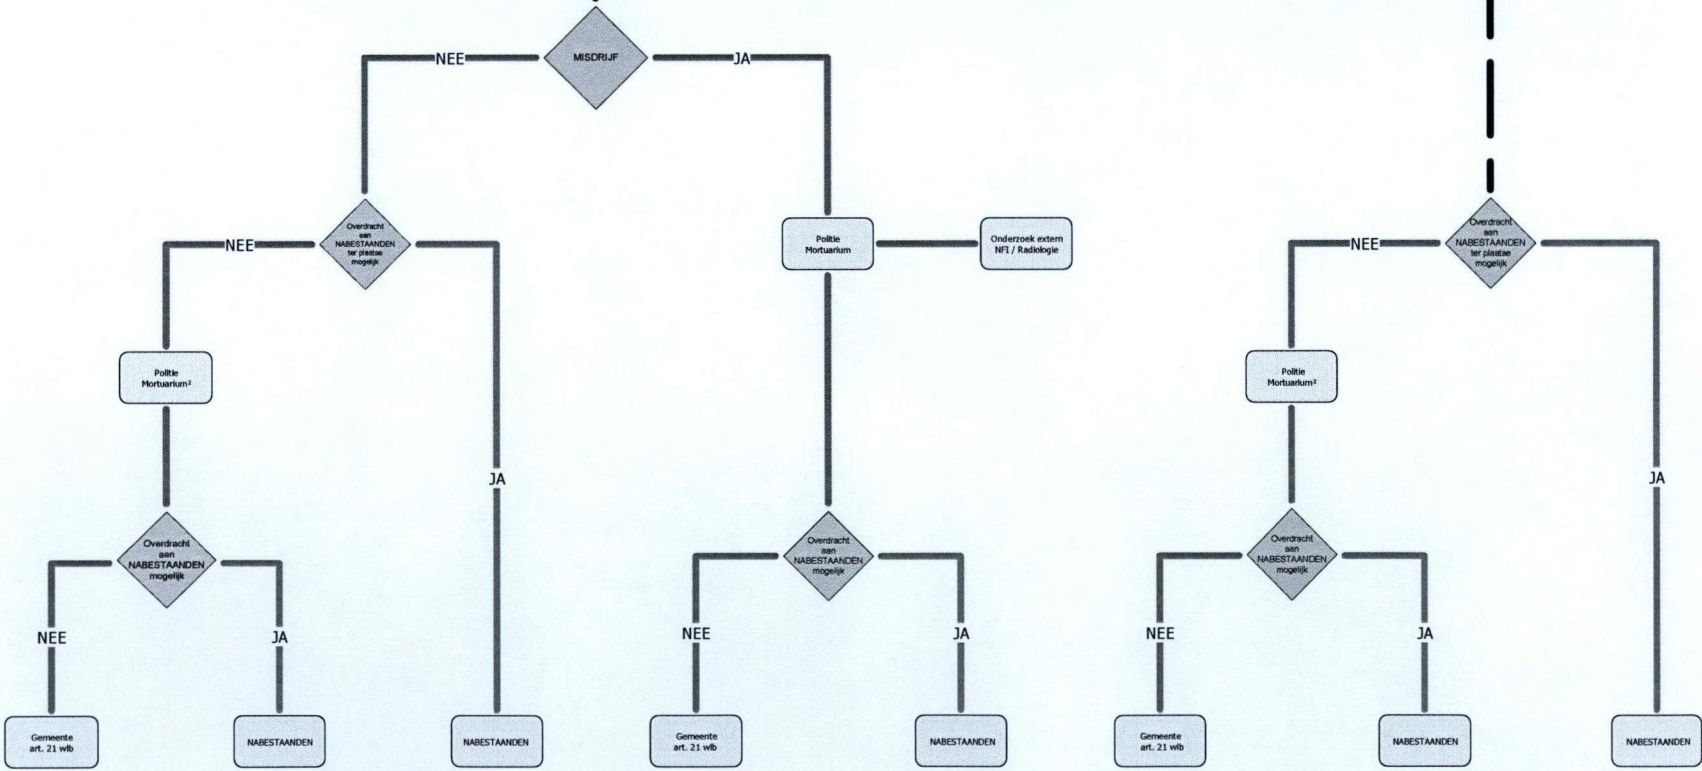 NEE
MISDRIJF
JA
Overdracht
aan
NABESTAANDEN
ter plaatse
mogelijk
NEE
JA
Politie
Mortuarium²
Overdracht
aan
NABESTAANDEN
mogelijk
NEE
JA
Gemeente
art. 21 wlb
NABESTAANDEN
NABESTAANDEN
Politie
Mortuarium
Onderzoek extern
NFI / Radiologie
Overdracht
aan
NABESTAANDEN
mogelijk
NEE
JA
Gemeente
art. 21 wlb
NABESTAANDEN
Overdracht
aan
NABESTAANDEN
ter plaatse
mogelijk
NEE
JA
Politie
Mortuarium²
Overdracht
aan
NABESTAANDEN
mogelijk
NEE
JA
Gemeente
art. 21 wlb
NABESTAANDEN
NABESTAANDEN